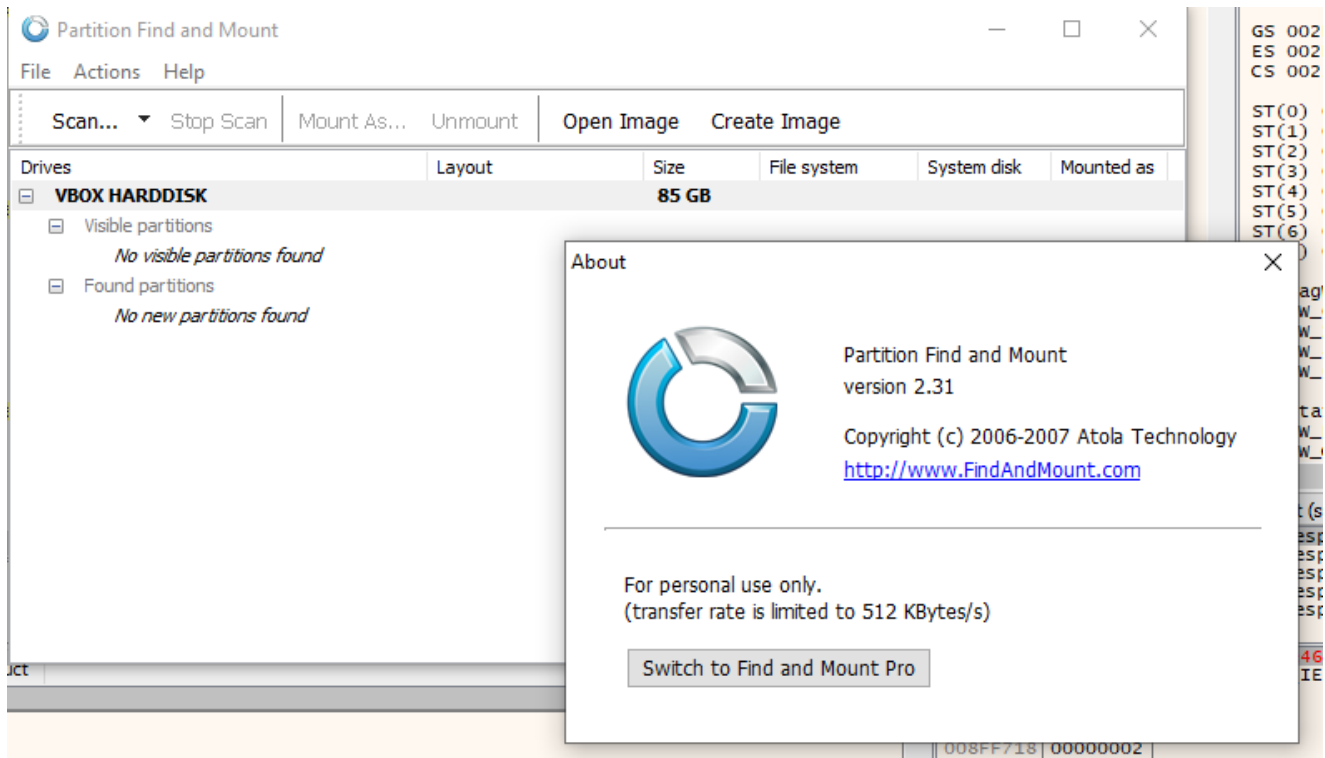 Partition Find and Mount
File Actions Help
Scan... Stop Scan Mount As... Unmount Open Image Create Image
Drives Layout Size File system System disk Mounted as
VBOX HARDDISK 85 GB
Visible partitions
No visible partitions found
Found partitions
No new partitions found
About
Partition Find and Mount
version 2.31
Copyright (c) 2006-2007 Atola Technology
http://www.FindAndMount.com
For personal use only.
(transfer rate is limited to 512 KBytes/s)
Switch to Find and Mount Pro
GS 002
ES 002
CS 002
ST(0)
ST(1)
ST(2)
ST(3)
ST(4)
ST(5)
ST(6)
008FF718 00000002